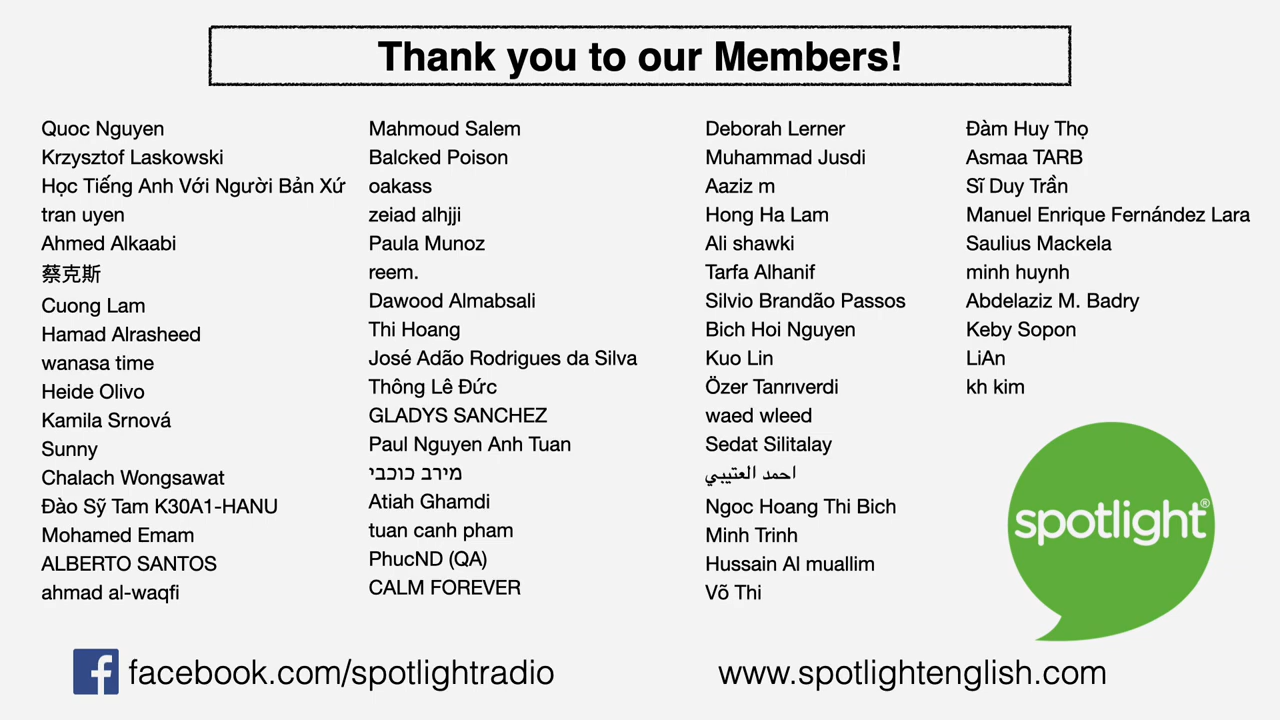 Thank you to our Members!
Quoc Nguyen
Krzysztof Laskowski
Học Tiếng Anh Với Người Bản Xứ
tran uyen
Ahmed Alkaabi
蔡克斯
Cuong Lam
Hamad Alrasheed
wanasa time
Heide Olivo
Kamila Srnová
Sunny
Chalach Wongsawat
Đào Sỹ Tam K30A1-HANU
Mohamed Emam
ALBERTO SANTOS
ahmad al-waqfi
Mahmoud Salem
Balcked Poison
oakass
zeiad alhjji
Paula Munoz
reem.
Dawood Almabsali
Thi Hoang
José Adão Rodrigues da Silva
Thông Lê Đức
GLADYS SANCHEZ
Paul Nguyen Anh Tuan
מירב כוכבי
Atiah Ghamdi
tuan canh pham
PhucND (QA)
CALM FOREVER
Deborah Lerner
Muhammad Jusdi
Aaziz m
Hong Ha Lam
Ali shawki
Tarfa Alhanif
Silvio Brandão Passos
Bich Hoi Nguyen
Kuo Lin
Özer Tanrıverdi
waed wleed
Sedat Silitalay
احمد العتيبي
Ngoc Hoang Thi Bich
Minh Trinh
Hussain Al muallim
Võ Thi
Đàm Huy Thọ
Asmaa TARB
Sĩ Duy Trần
Manuel Enrique Fernández Lara
Saulius Mackela
minh huynh
Abdelaziz M. Badry
Keby Sopon
LiAn
kh kim
spotlight®
facebook.com/spotlightradio
www.spotlightenglish.com